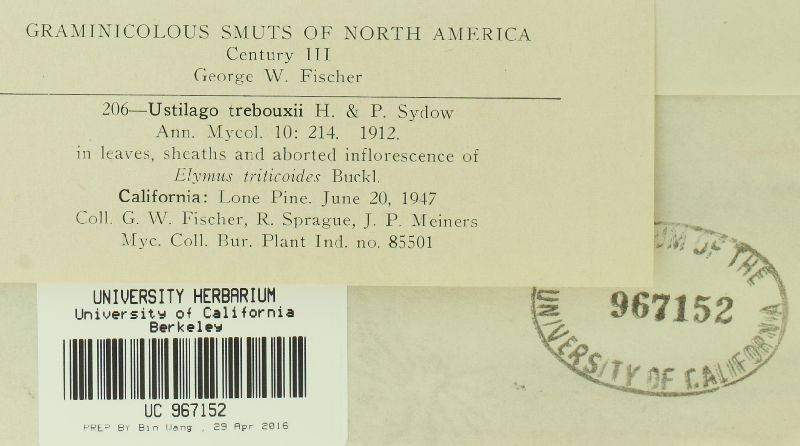 GRAMINICOLOUS SMUTS OF NORTH AMERICA
Century III
George W. Fischer
206—Ustilago trebouxii H. & P. Sydow
Ann. Mycol. 10: 214. 1912.
in leaves, sheaths and aborted inflorescence of
Elymus triticoides Buckl.
California: Lone Pine. June 20, 1947
Coll. G. W. Fischer, R. Sprague, J. P. Meiners
Myc. Coll. Bur. Plant Ind. no. 85501
UNIVERSITY HERBARIUM
University of California
Berkeley
UC 967152
PREP BY Bin Wang , 29 Apr 2016
OF THE
967152
UNIVERSITY OF CALIFORNIA